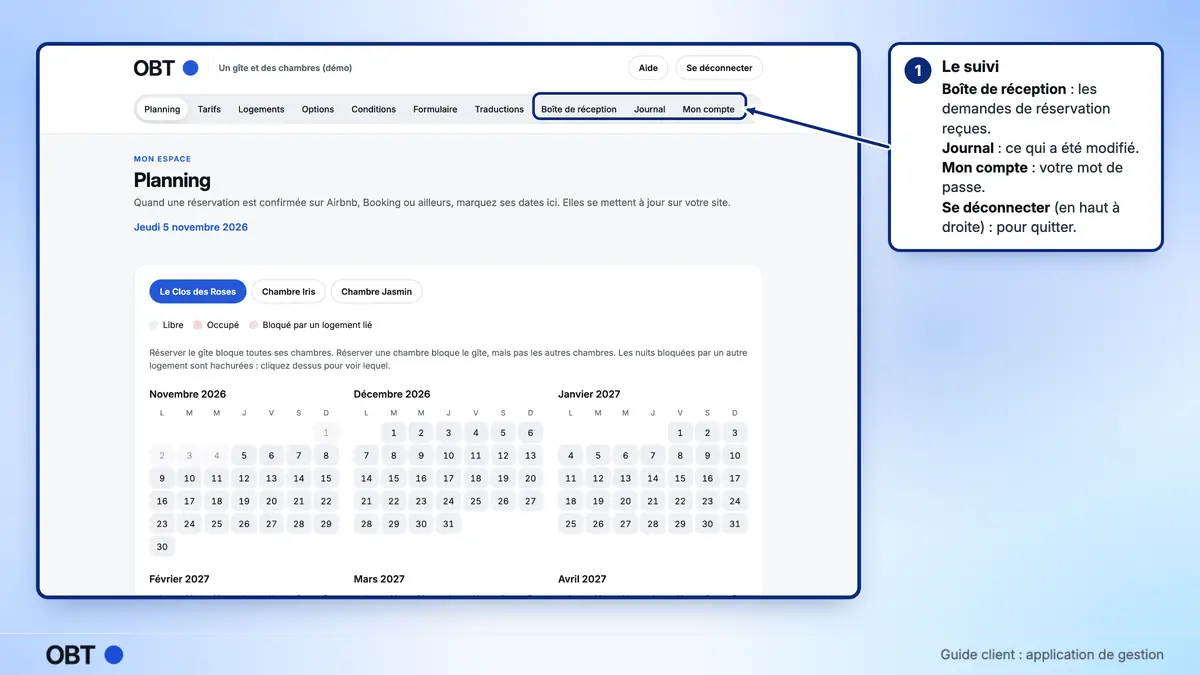 OBT
Un gîte et des chambres (démo)
Aide
Se déconnecter
Planning
Tarifs
Logements
Options
Conditions
Formulaire
Traductions
Boîte de réception
Journal
Mon compte
MON ESPACE
Planning
Quand une réservation est confirmée sur Airbnb, Booking ou ailleurs, marquez ses dates ici. Elles se mettent à jour sur votre site.
Jeudi 5 novembre 2026
Le Clos des Roses
Chambre Iris
Chambre Jasmin
Libre
Occupé
Bloqué par un logement lié
Réserver le gîte bloque toutes ses chambres. Réserver une chambre bloque le gîte, mais pas les autres chambres. Les nuits bloquées par un autre
logement sont hachurées : cliquez dessus pour voir lequel.
Novembre 2026
L M M J V S D
1
2 3 4 5 6 7 8
9 10 11 12 13 14 15
16 17 18 19 20 21 22
23 24 25 26 27 28 29
30
Décembre 2026
L M M J V S D
1 2 3 4 5 6
7 8 9 10 11 12 13
14 15 16 17 18 19 20
21 22 23 24 25 26 27
28 29 30 31
Janvier 2027
L M M J V S D
1 2 3
4 5 6 7 8 9 10
11 12 13 14 15 16 17
18 19 20 21 22 23 24
25 26 27 28 29 30 31
Février 2027
Mars 2027
Avril 2027
1
Le suivi
Boîte de réception : les
demandes de réservation
reçues.
Journal : ce qui a été modifié.
Mon compte : votre mot de
passe.
Se déconnecter (en haut à
droite) : pour quitter.
OBT
Guide client : application de gestion